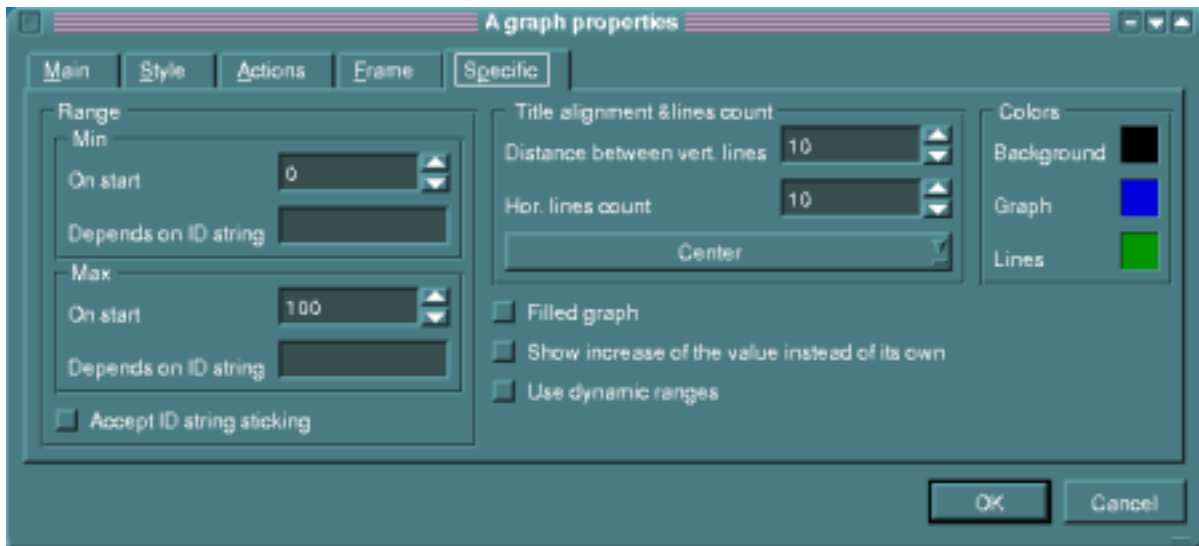 A graph properties
Main
Style
Actions
Frame
Specific
Range
Min
On start
0
Depends on ID string
Max
On start
100
Depends on ID string
Accept ID string sticking
Title alignment &lines count
Distance between vert. lines
10
Hor. lines count
10
Center
Filled graph
Show increase of the value instead of its own
Use dynamic ranges
Colors
Background
Graph
Lines
OK
Cancel